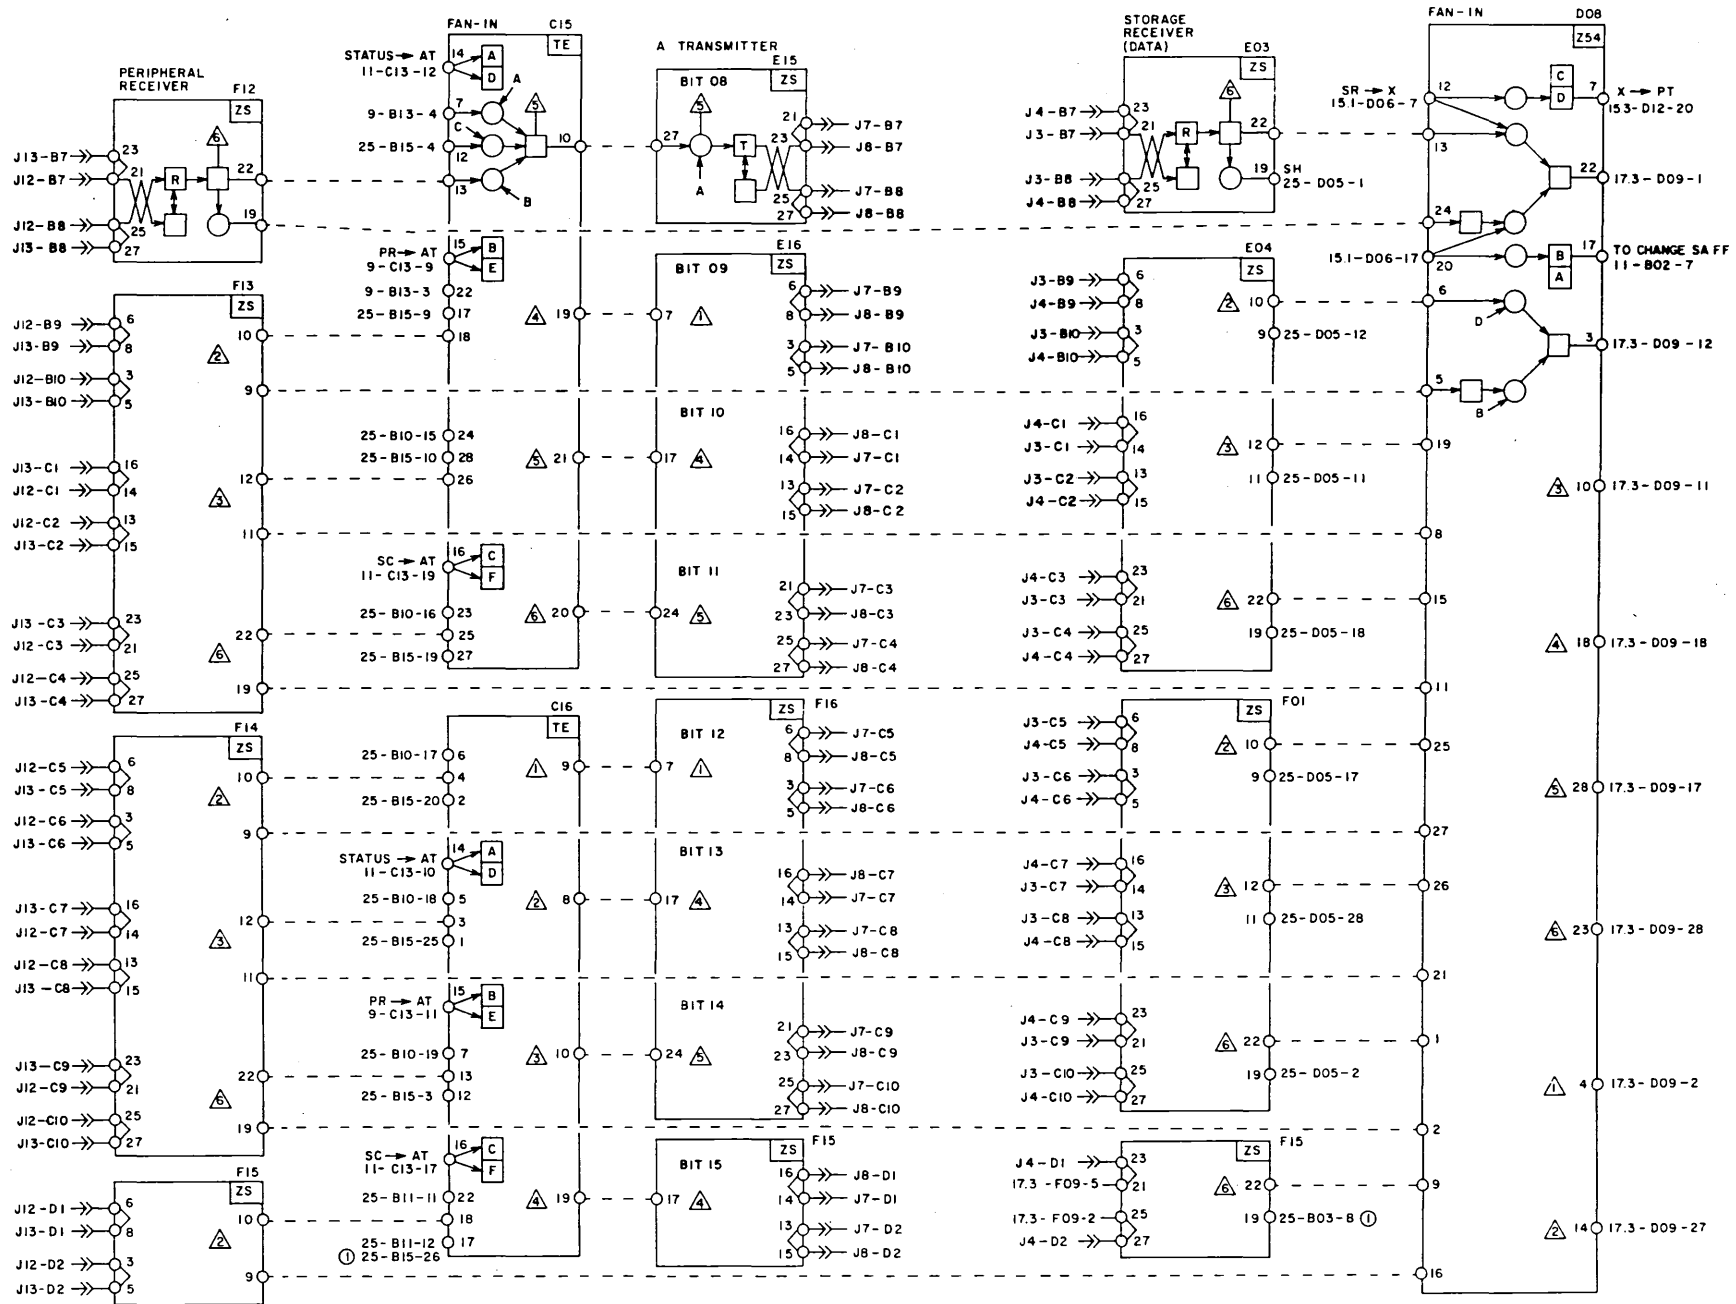 PERIPHERAL
RECEIVER
F12
ZS
J13-B7
23
J12-B7
21
R
6
22
19
J12-B8
25
J13-B8
27
F13
ZS
J12-B9
6
J13-B9
8
2
10
J12-B10
3
J13-B10
5
9
J13-C1
16
J12-C1
14
12
3
J12-C2
13
J13-C2
15
11
J13-C3
23
J12-C3
21
22
6
J12-C4
25
J13-C4
27
19
F14
ZS
J12-C5
6
J13-C5
8
10
2
J12-C6
3
J13-C6
5
9
J13-C7
16
J12-C7
14
12
3
J12-C8
13
J13-C8
15
11
J13-C9
23
J12-C9
21
22
6
J12-C10
25
J13-C10
27
19
F15
ZS
J12-D1
6
J13-D1
8
10
2
J12-D2
3
J13-D2
5
9
FAN-IN
C15
TE
STATUS → AT
11-C13-12
14
A
D
9-B13-4
7
A
5
25-B15-4
12
C
10
13
B
PR → AT
9-C13-9
15
B
E
9-B13-3
22
25-B15-9
17
4
19
18
25-B10-15
24
25-B15-10
28
5
21
26
SC → AT
11-C13-19
16
C
F
25-B10-16
23
6
20
25
25-B15-19
27
C16
TE
25-B10-17
6
4
1
9
25-B15-20
2
STATUS → AT
11-C13-10
14
A
D
25-B10-18
5
2
8
3
25-B15-25
1
PR → AT
9-C13-11
15
B
E
25-B10-19
7
3
10
13
25-B15-3
12
SC → AT
11-C13-17
16
C
F
25-B11-11
22
4
19
18
25-B11-12
17
① 25-B15-26
A TRANSMITTER
E15
ZS
BIT 08
5
27
T
A
21
J7-B7
23
J8-B7
25
J7-B8
27
J8-B8
E16
ZS
BIT 09
7
1
6
J7-B9
8
J8-B9
3
J7-B10
5
J8-B10
BIT 10
17
4
16
J8-C1
14
J7-C1
13
J7-C2
15
J8-C2
BIT 11
24
5
21
J7-C3
23
J8-C3
25
J7-C4
27
J8-C4
F16
ZS
BIT 12
7
1
6
J7-C5
8
J8-C5
3
J7-C6
5
J8-C6
BIT 13
17
4
16
J8-C7
14
J7-C7
13
J7-C8
15
J8-C8
BIT 14
24
5
21
J7-C9
23
J8-C9
25
J7-C10
27
J8-C10
F15
ZS
BIT 15
17
4
16
J8-D1
14
J7-D1
13
J7-D2
15
J8-D2
STORAGE
RECEIVER
(DATA)
E03
ZS
J4-B7
23
J3-B7
21
R
6
22
19
SH
25-D05-1
J3-B8
25
J4-B8
27
E04
ZS
J3-B9
6
J4-B9
8
2
10
J3-B10
3
J4-B10
5
9
25-D05-12
J4-C1
16
J3-C1
14
3
12
J3-C2
13
J4-C2
15
11
25-D05-11
J4-C3
23
J3-C3
21
6
22
J3-C4
25
J4-C4
27
19
25-D05-18
F01
ZS
J3-C5
6
J4-C5
8
2
10
J3-C6
3
J4-C6
5
9
25-D05-17
J4-C7
16
J3-C7
14
3
12
J3-C8
13
J4-C8
15
11
25-D05-28
J4-C9
23
J3-C9
21
6
22
J3-C10
25
J4-C10
27
19
25-D05-2
F15
ZS
J4-D1
23
17.3-F09-5
21
6
22
17.3-F09-2
25
J4-D2
27
19
25-B03-8 ①
FAN-IN
D08
Z54
SR → X
15.1-D06-7
12
C
D
7
X → PT
153-D12-20
13
22
17.3-D09-1
24
15.1-D06-17
20
B
A
17
TO CHANGE SA FF
11-B02-7
6
D
3
17.3-D09-12
5
B
19
3
10
17.3-D09-11
8
15
4
18
17.3-D09-18
11
25
5
28
17.3-D09-17
27
26
6
23
17.3-D09-28
21
1
1
4
17.3-D09-2
2
9
2
14
17.3-D09-27
16